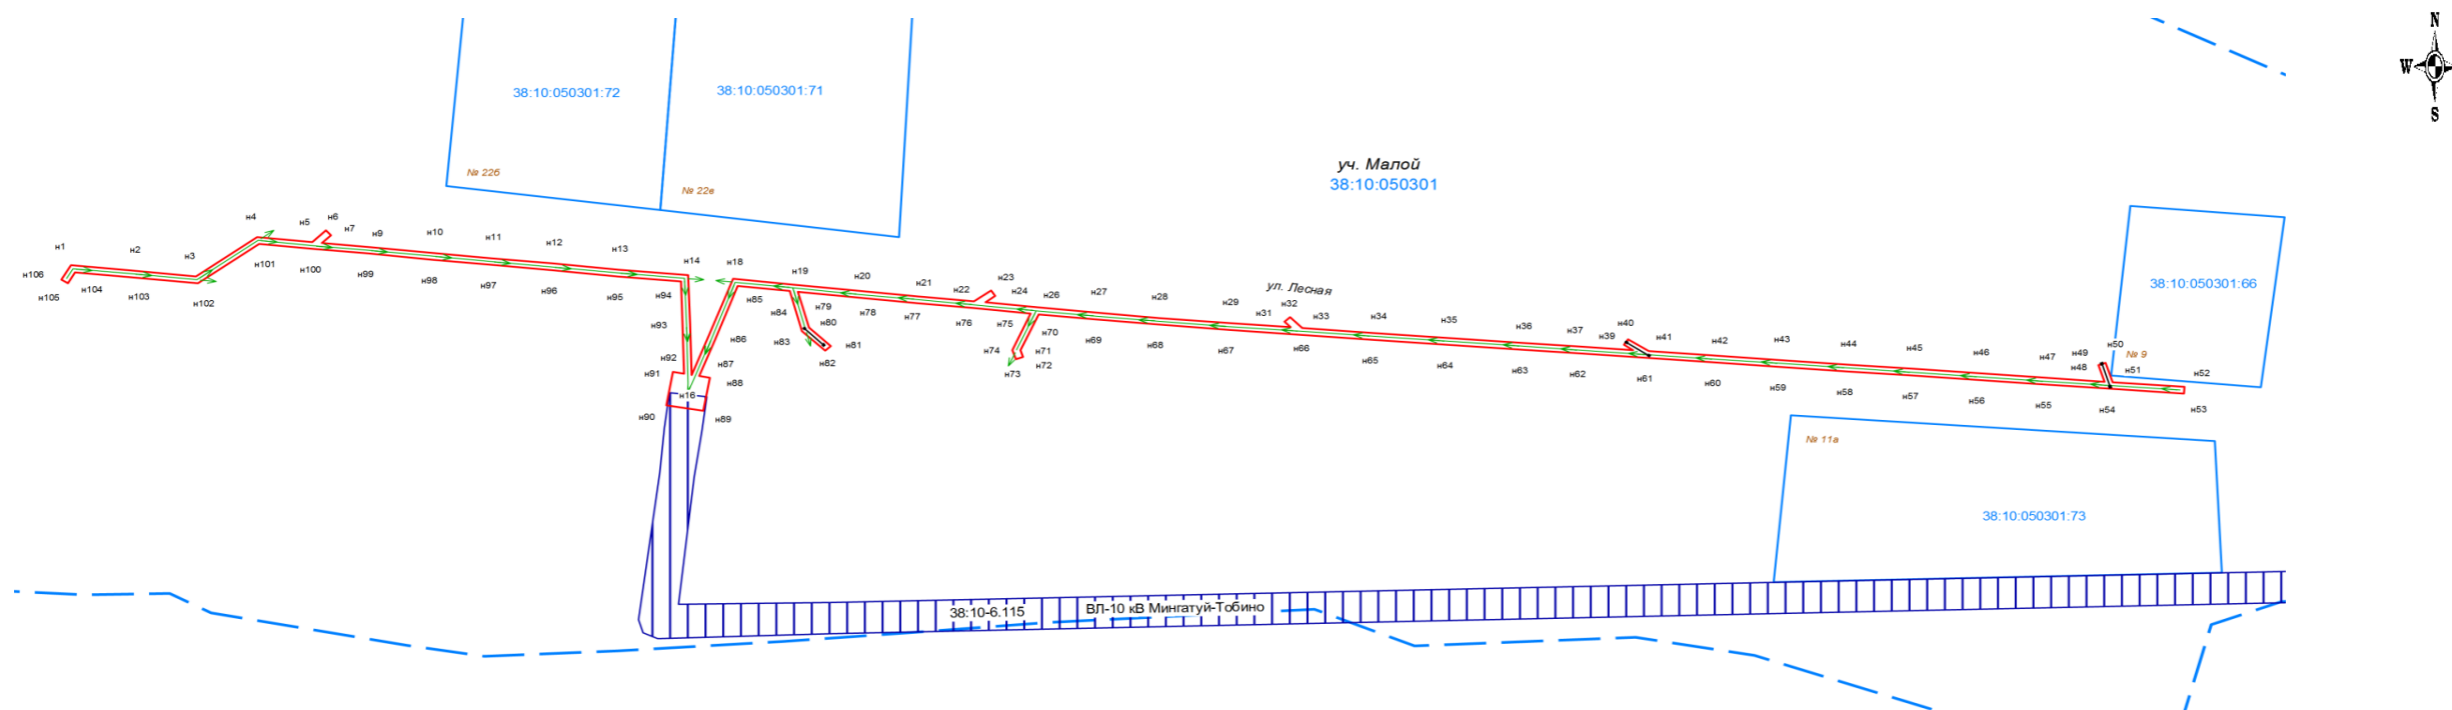 N
W
S
38:10:050301:72
38:10:050301:71
№ 22б
№ 22в
уч. Малой
38:10:050301
38:10:050301:66
№ 9
ул. Лесная
№ 11а
38:10:050301:73
38:10-6.115
ВЛ-10 кВ Мингатуй-Тобино
н1
н2
н3
н4
н5
н6
н7
н9
н10
н11
н12
н13
н14
н16
н18
н19
н20
н21
н22
н23
н24
н26
н27
н28
н29
н31
н32
н33
н34
н35
н36
н37
н39
н40
н41
н42
н43
н44
н45
н46
н47
н48
н49
н50
н51
н52
н53
н54
н55
н56
н57
н58
н59
н60
н61
н62
н63
н64
н65
н66
н67
н68
н69
н70
н71
н72
н73
н74
н75
н76
н77
н78
н79
н80
н81
н82
н83
н84
н85
н86
н87
н88
н89
н90
н91
н92
н93
н94
н95
н96
н97
н98
н99
н100
н101
н102
н103
н104
н105
н106